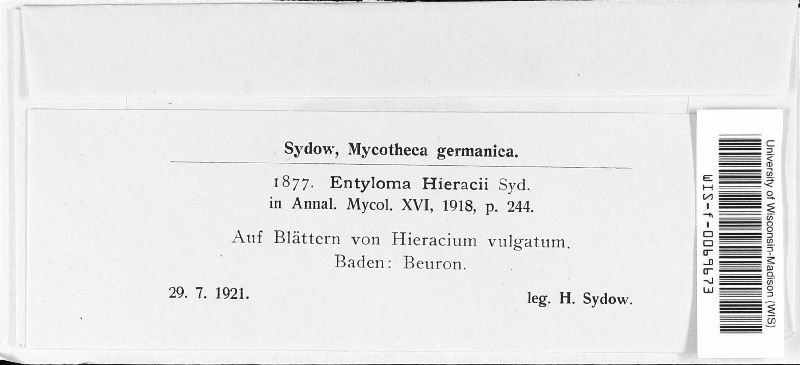 Sydow, Mycotheca germanica.
1877. Entyloma Hieracii Syd.
in Annal. Mycol. XVI, 1918, p. 244.
Auf Blättern von Hieracium vulgatum.
Baden: Beuron.
29. 7. 1921. leg. H. Sydow.
University of Wisconsin-Madison (WIS)
WIS-f-0009973